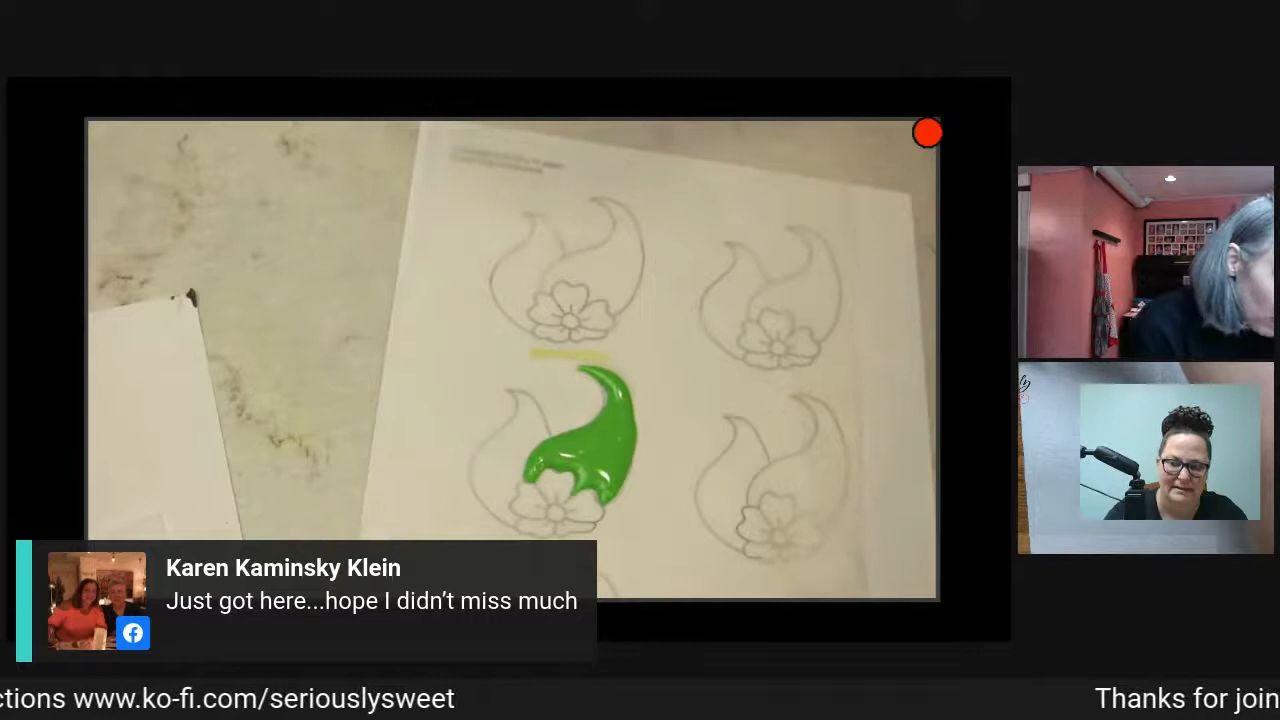 Karen Kaminsky Klein
Just got here...hope I didn’t miss much
ctions www.ko-fi.com/seriouslysweet
Thanks for join